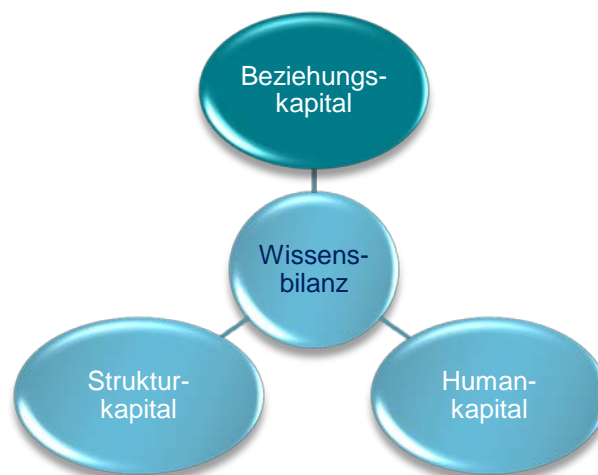 Beziehungs-
kapital
Wissens-
bilanz
Struktur-
kapital
Human-
kapital